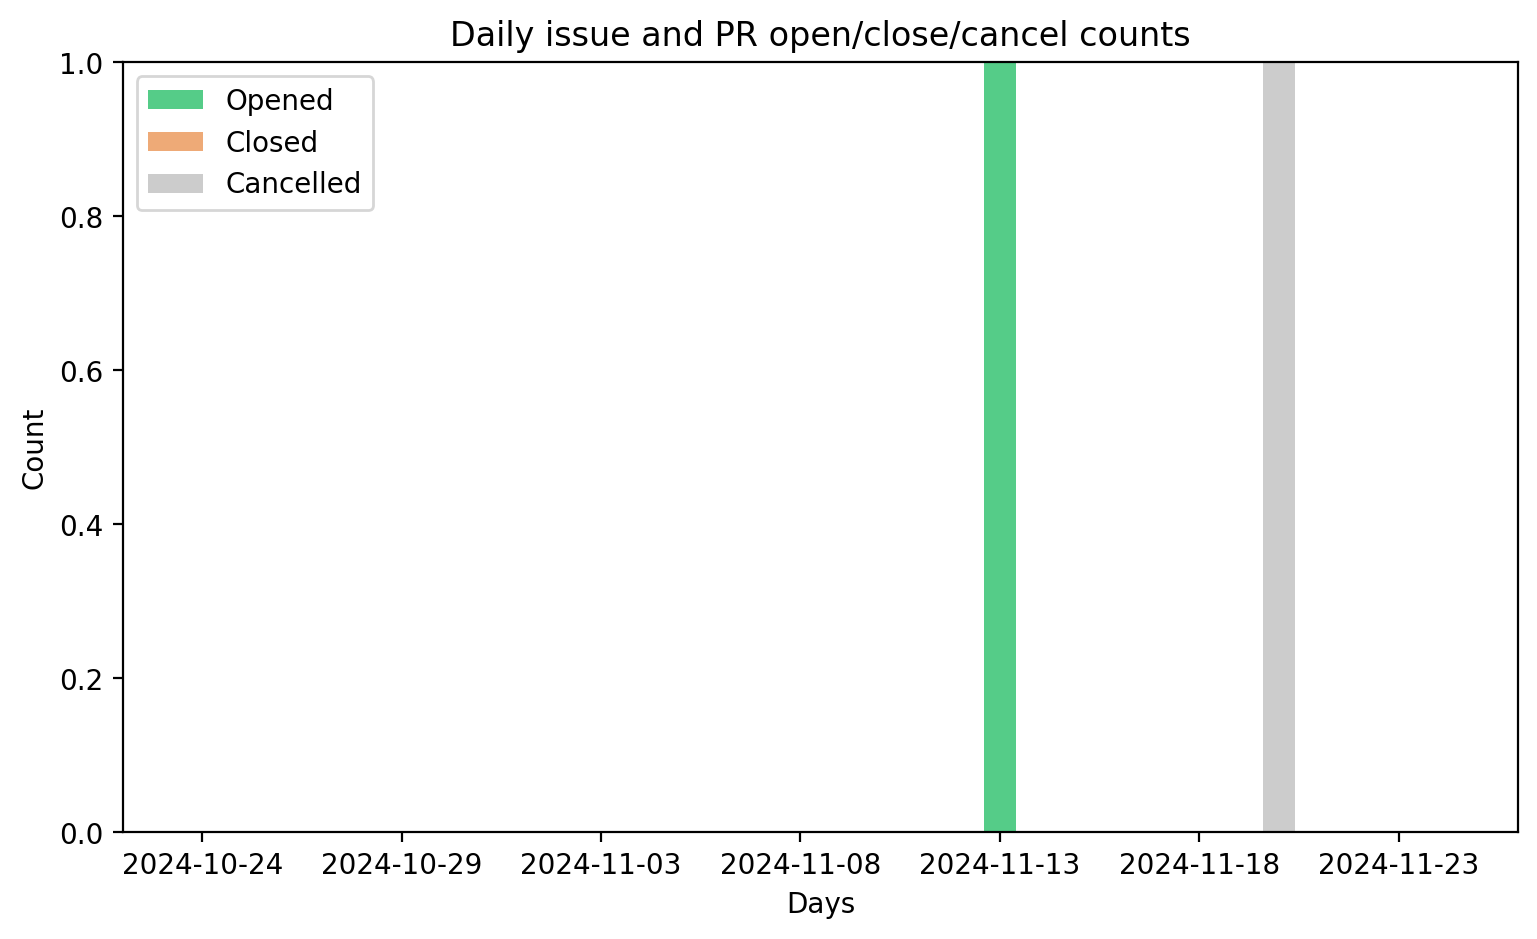 Daily issue and PR open/close/cancel counts
Opened
Closed
Cancelled
1.0
0.8
0.6
0.4
0.2
0.0
Count
2024-10-24 2024-10-29 2024-11-03 2024-11-08 2024-11-13 2024-11-18 2024-11-23
Days